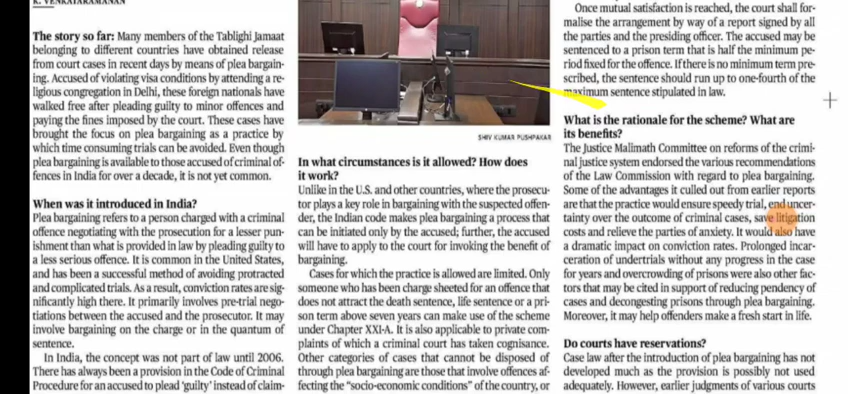 K. VENKATARAMANAN
The story so far: Many members of the Tablighi Jamaat
belonging to different countries have obtained release
from court cases in recent days by means of plea bargain-
ing. Accused of violating visa conditions by attending a re-
ligious congregation in Delhi, these foreign nationals have
walked free after pleading guilty to minor offences and
paying the fines imposed by the court. These cases have
brought the focus on plea bargaining as a practice by
which time consuming trials can be avoided. Even though
plea bargaining is available to those accused of criminal of-
fences in India for over a decade, it is not yet common.
When was it introduced in India?
Plea bargaining refers to a person charged with a criminal
offence negotiating with the prosecution for a lesser pun-
ishment than what is provided in law by pleading guilty to
a less serious offence. It is common in the United States,
and has been a successful method of avoiding protracted
and complicated trials. As a result, conviction rates are sig-
nificantly high there. It primarily involves pre-trial nego-
tiations between the accused and the prosecutor. It may
involve bargaining on the charge or in the quantum of
sentence.
In India, the concept was not part of law until 2006.
There has always been a provision in the Code of Criminal
Procedure for an accused to plead 'guilty' instead of claim-
SHIV KUMAR PUSHPAKAR
In what circumstances is it allowed? How does
it work?
Unlike in the U.S. and other countries, where the prosecu-
tor plays a key role in bargaining with the suspected offen-
der, the Indian code makes plea bargaining a process that
can be initiated only by the accused; further, the accused
will have to apply to the court for invoking the benefit of
bargaining.
Cases for which the practice is allowed are limited. Only
someone who has been charge sheeted for an offence that
does not attract the death sentence, life sentence or a pri-
son term above seven years can make use of the scheme
under Chapter XXI-A. It is also applicable to private com-
plaints of which a criminal court has taken cognisance.
Other categories of cases that cannot be disposed of
through plea bargaining are those that involve offences af-
fecting the "socio-economic conditions" of the country, or
Once mutual satisfaction is reached, the court shall for-
malise the arrangement by way of a report signed by all
the parties and the presiding officer. The accused may be
sentenced to a prison term that is half the minimum pe-
riod fixed for the offence. If there is no minimum term pre-
scribed, the sentence should run up to one-fourth of the
maximum sentence stipulated in law.
What is the rationale for the scheme? What are
its benefits?
The Justice Malimath Committee on reforms of the crimi-
nal justice system endorsed the various recommendations
of the Law Commission with regard to plea bargaining.
Some of the advantages it culled out from earlier reports
are that the practice would ensure speedy trial, end uncer-
tainty over the outcome of criminal cases, save litigation
costs and relieve the parties of anxiety. It would also have
a dramatic impact on conviction rates. Prolonged incar-
ceration of undertrials without any progress in the case
for years and overcrowding of prisons were also other fac-
tors that may be cited in support of reducing pendency of
cases and decongesting prisons through plea bargaining.
Moreover, it may help offenders make a fresh start in life.
Do courts have reservations?
Case law after the introduction of plea bargaining has not
developed much as the provision is possibly not used
adequately. However, earlier judgments of various courts